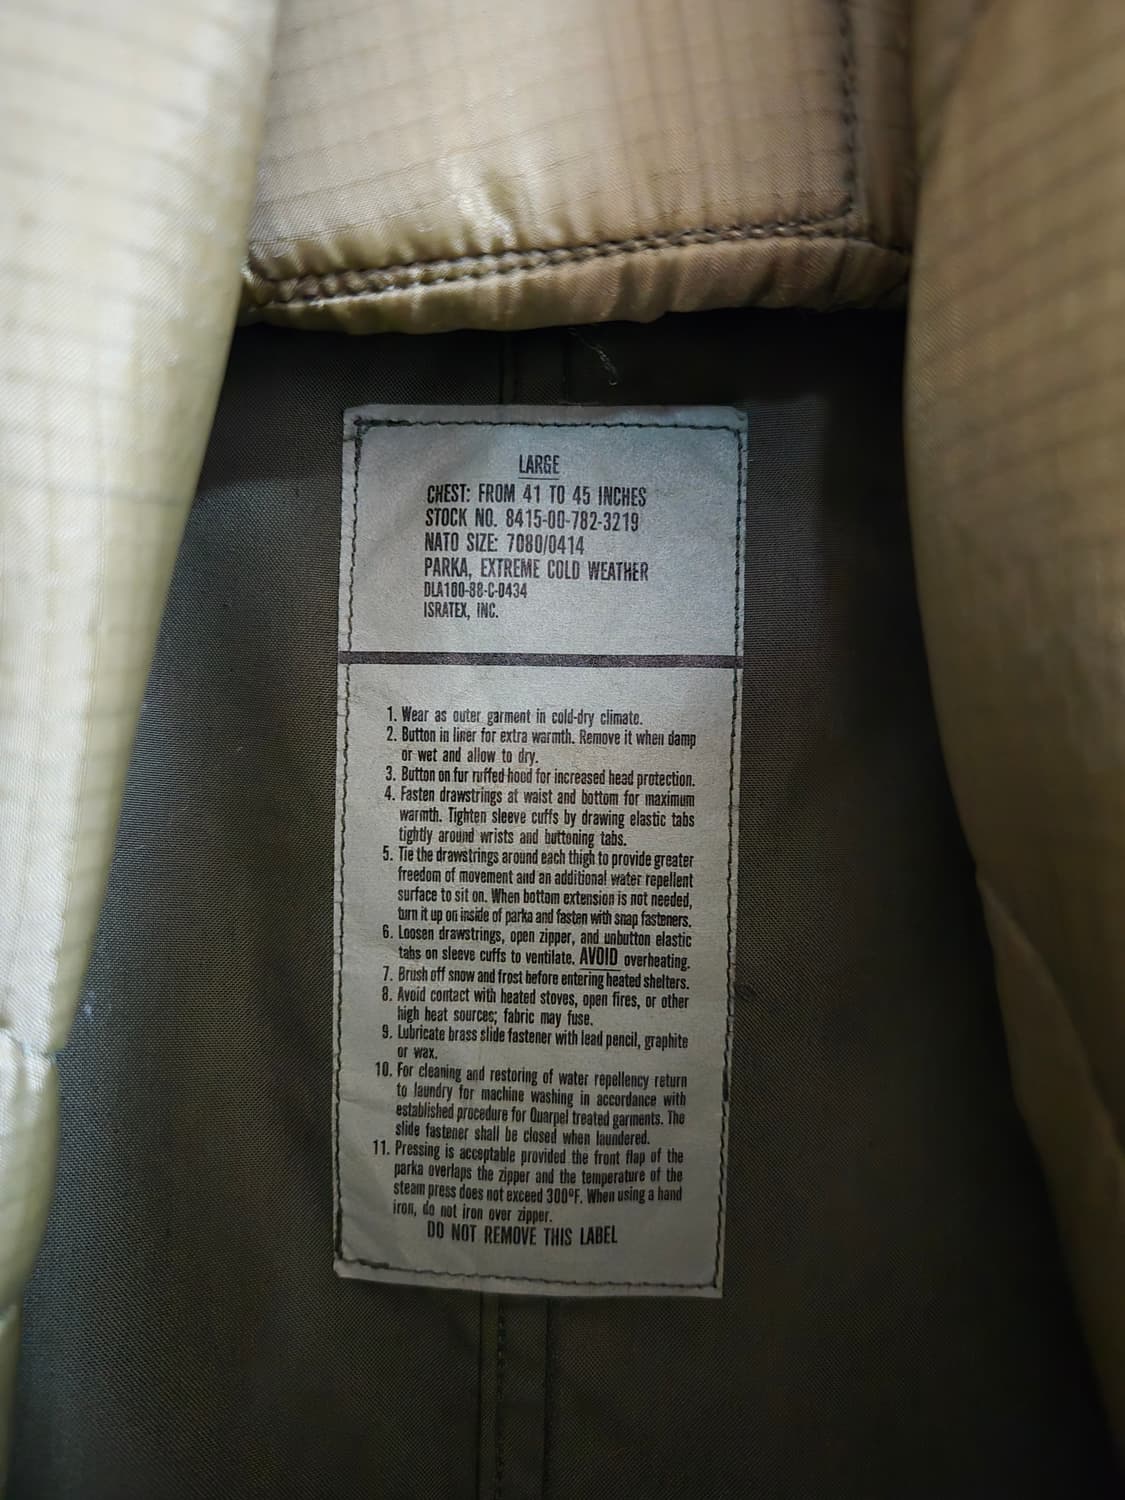 LARGE
CHEST: FROM 41 TO 45 INCHES
STOCK NO. 8415-00-782-3219
NATO SIZE: 7080/0414
PARKA, EXTREME COLD WEATHER
DLA100-88-C-0434
ISRATEX, INC.
1. Wear as outer garment in cold-dry climate.
2. Button in liner for extra warmth. Remove it when damp
or wet and allow to dry.
3. Button on fur ruffed hood for increased head protection.
4. Fasten drawstrings at waist and bottom for maximum
warmth. Tighten sleeve cuffs by drawing elastic tabs
tightly around wrists and buttoning tabs.
5. Tie the drawstrings around each thigh to provide greater
freedom of movement and an additional water repellent
surface to sit on. When bottom extension is not needed,
turn it up on inside of parka and fasten with snap fasteners.
6. Loosen drawstrings, open zipper, and unbutton elastic
tabs on sleeve cuffs to ventilate. AVOID overheating.
7. Brush off snow and frost before entering heated shelters.
8. Avoid contact with heated stoves, open fires, or other
high heat sources; fabric may fuse.
9. Lubricate brass slide fastener with lead pencil, graphite
or wax.
10. For cleaning and restoring of water repellency return
to laundry for machine washing in accordance with
established procedure for Quarpel treated garments. The
slide fastener shall be closed when laundered.
11. Pressing is acceptable provided the front flap of the
parka overlaps the zipper and the temperature of the
steam press does not exceed 300°F. When using a hand
iron, do not iron over zipper.
DO NOT REMOVE THIS LABEL